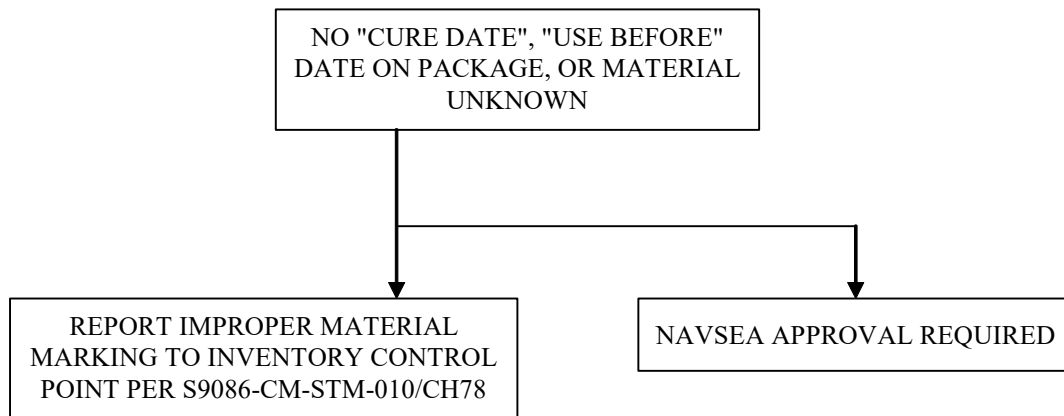 NO "CURE DATE", "USE BEFORE"
DATE ON PACKAGE, OR MATERIAL
UNKNOWN
REPORT IMPROPER MATERIAL
MARKING TO INVENTORY CONTROL
POINT PER S9086-CM-STM-010/CH78
NAVSEA APPROVAL REQUIRED